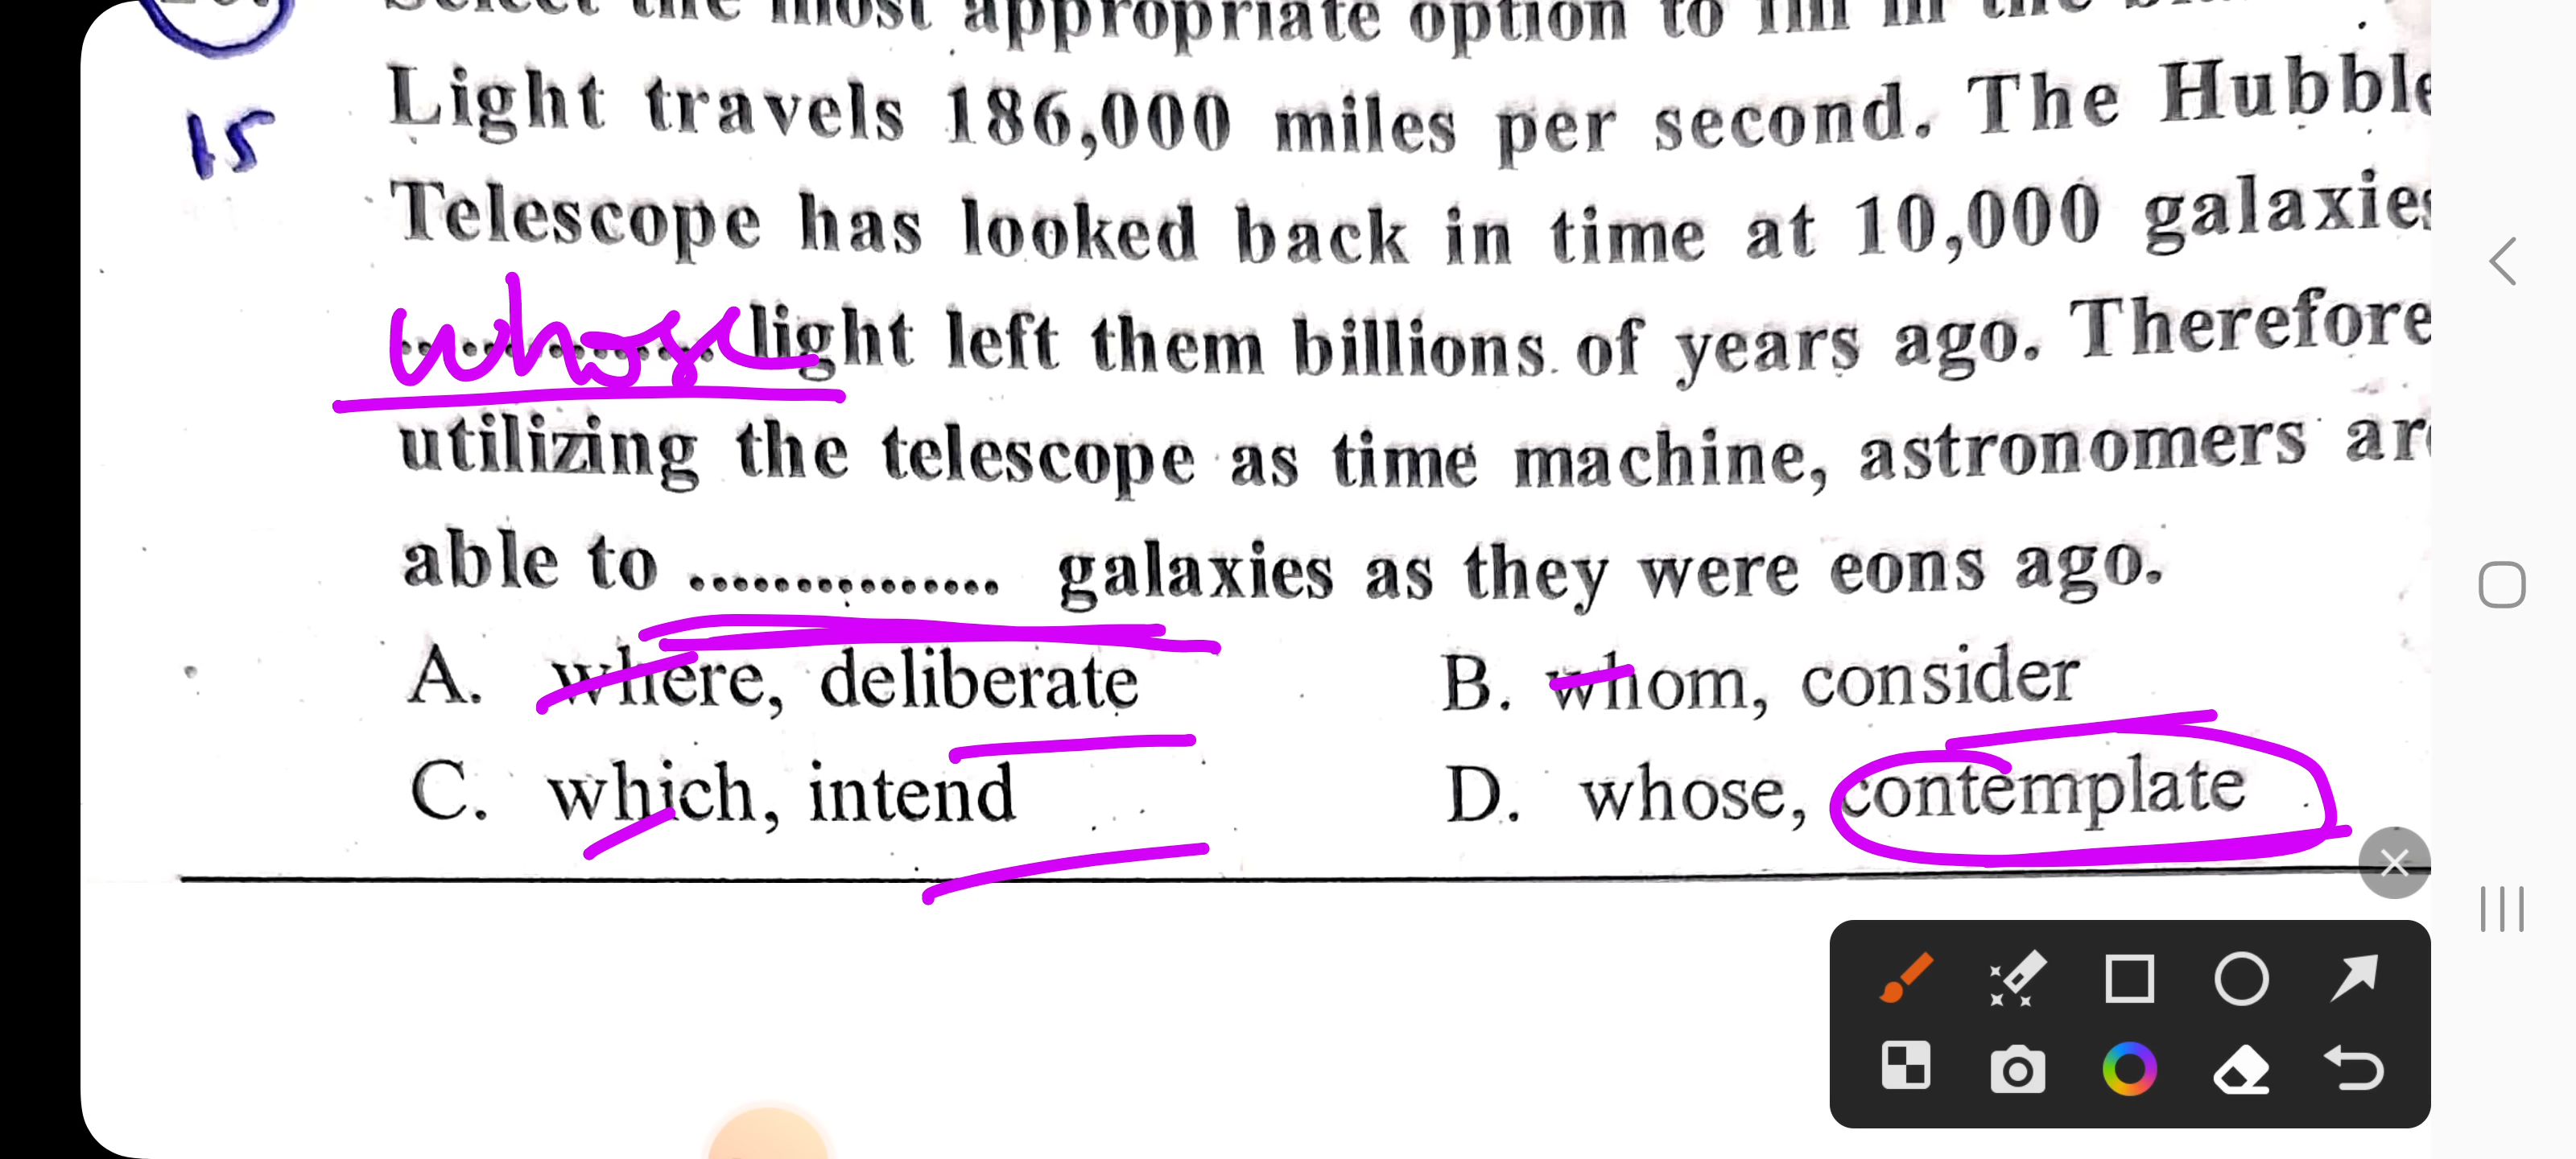 Select the most appropriate option to fill in the
15
Light travels 186,000 miles per second. The Hubble
Telescope has looked back in time at 10,000 galaxies
whose light left them billions of years ago. Therefore
utilizing the telescope as time machine, astronomers are
able to ............... galaxies as they were eons ago.
A. where, deliberate B. whom, consider
C. which, intend D. whose, contemplate